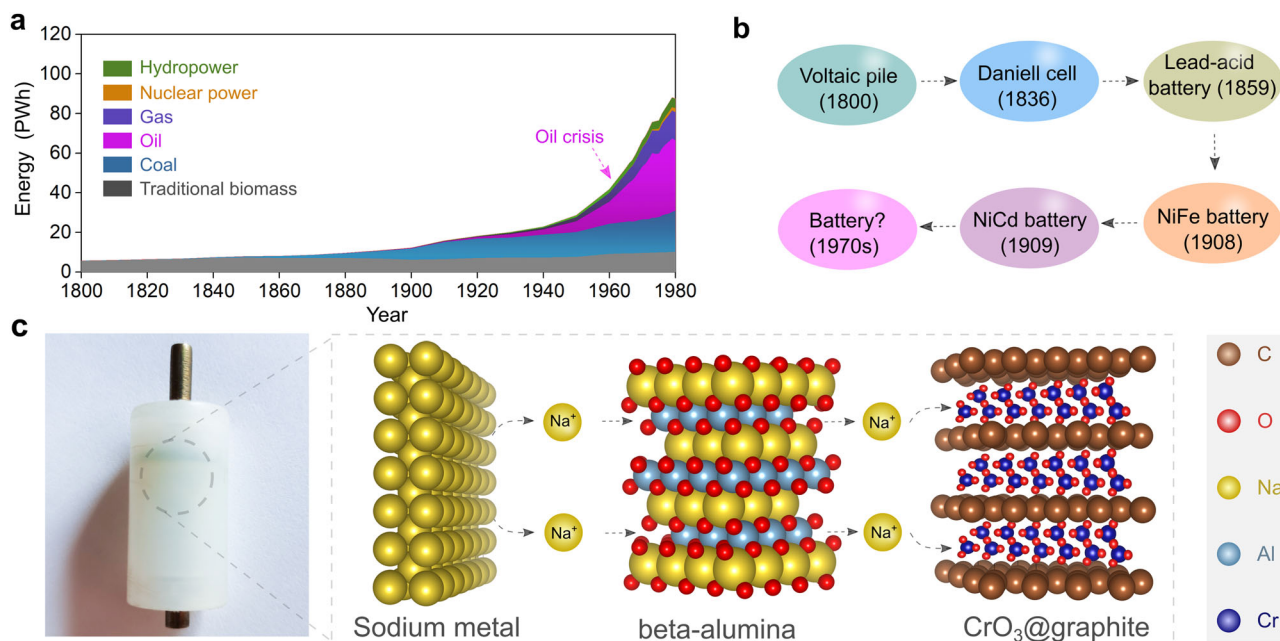 a
120
100
80
60
40
20
0
Energy (PWh)
Hydropower
Nuclear power
Gas
Oil
Coal
Traditional biomass
Oil crisis
1800 1820 1840 1860 1880 1900 1920 1940 1960 1980
Year
b
Voltaic pile
(1800)
Daniell cell
(1836)
Lead-acid
battery (1859)
Battery?
(1970s)
NiCd battery
(1909)
NiFe battery
(1908)
c
Na⁺
Na⁺
Na⁺
Na⁺
Sodium metal
beta-alumina
CrO₃@graphite
C
O
Na
Al
Cr